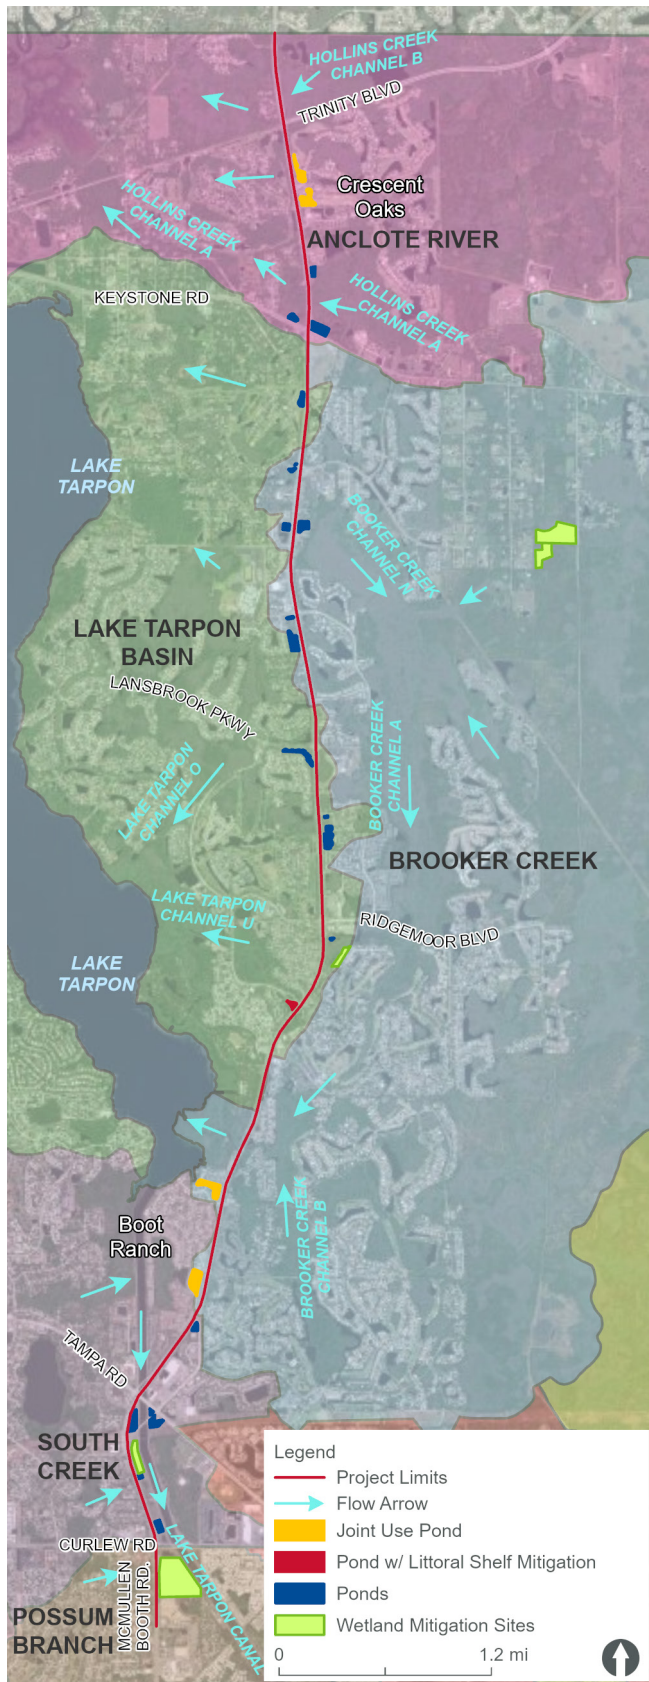 HOLLINS CREEK
CHANNEL B
TRINITY BLVD
Crescent
Oaks
HOLLINS CREEK
CHANNEL A
ANCLOTE RIVER
KEYSTONE RD
HOLLINS CREEK
CHANNEL A
LAKE
TARPON
BOOKER CREEK
CHANNEL N
LAKE TARPON
BASIN
LANSBROOK PKWY
BOOKER CREEK
CHANNEL A
LAKE TARPON
CHANNEL O
BROOKER CREEK
LAKE TARPON
CHANNEL U
RIDGEMOOR BLVD
LAKE
TARPON
BROOKER CREEK
CHANNEL B
Boot
Ranch
TAMPA RD
SOUTH
CREEK
CURLEW RD
LAKE TARPON CANAL
MCMULLEN
BOOTH RD.
POSSUM
BRANCH
Legend
Project Limits
Flow Arrow
Joint Use Pond
Pond w/ Littoral Shelf Mitigation
Ponds
Wetland Mitigation Sites
0 1.2 mi